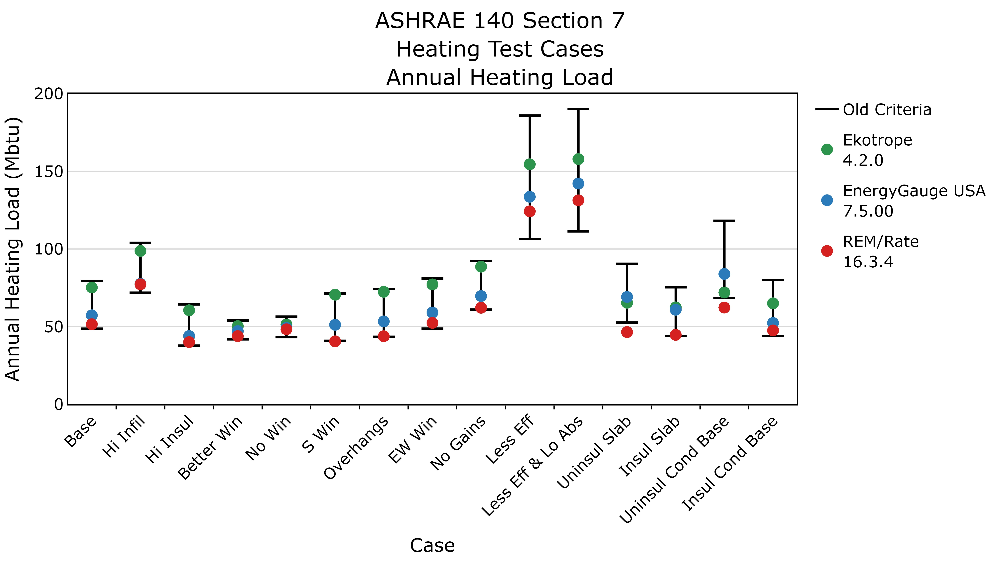 ASHRAE 140 Section 7
Heating Test Cases
Annual Heating Load
Annual Heating Load (Mbtu)
200
150
100
50
0
Base
Hi Infil
Hi Insul
Better Win
No Win
S Win
Overhangs
EW Win
No Gains
Less Eff
Less Eff & Lo Abs
Uninsul Slab
Insul Slab
Uninsul Cond Base
Insul Cond Base
Case
Old Criteria
Ekotrope
4.2.0
EnergyGauge USA
7.5.00
REM/Rate
16.3.4